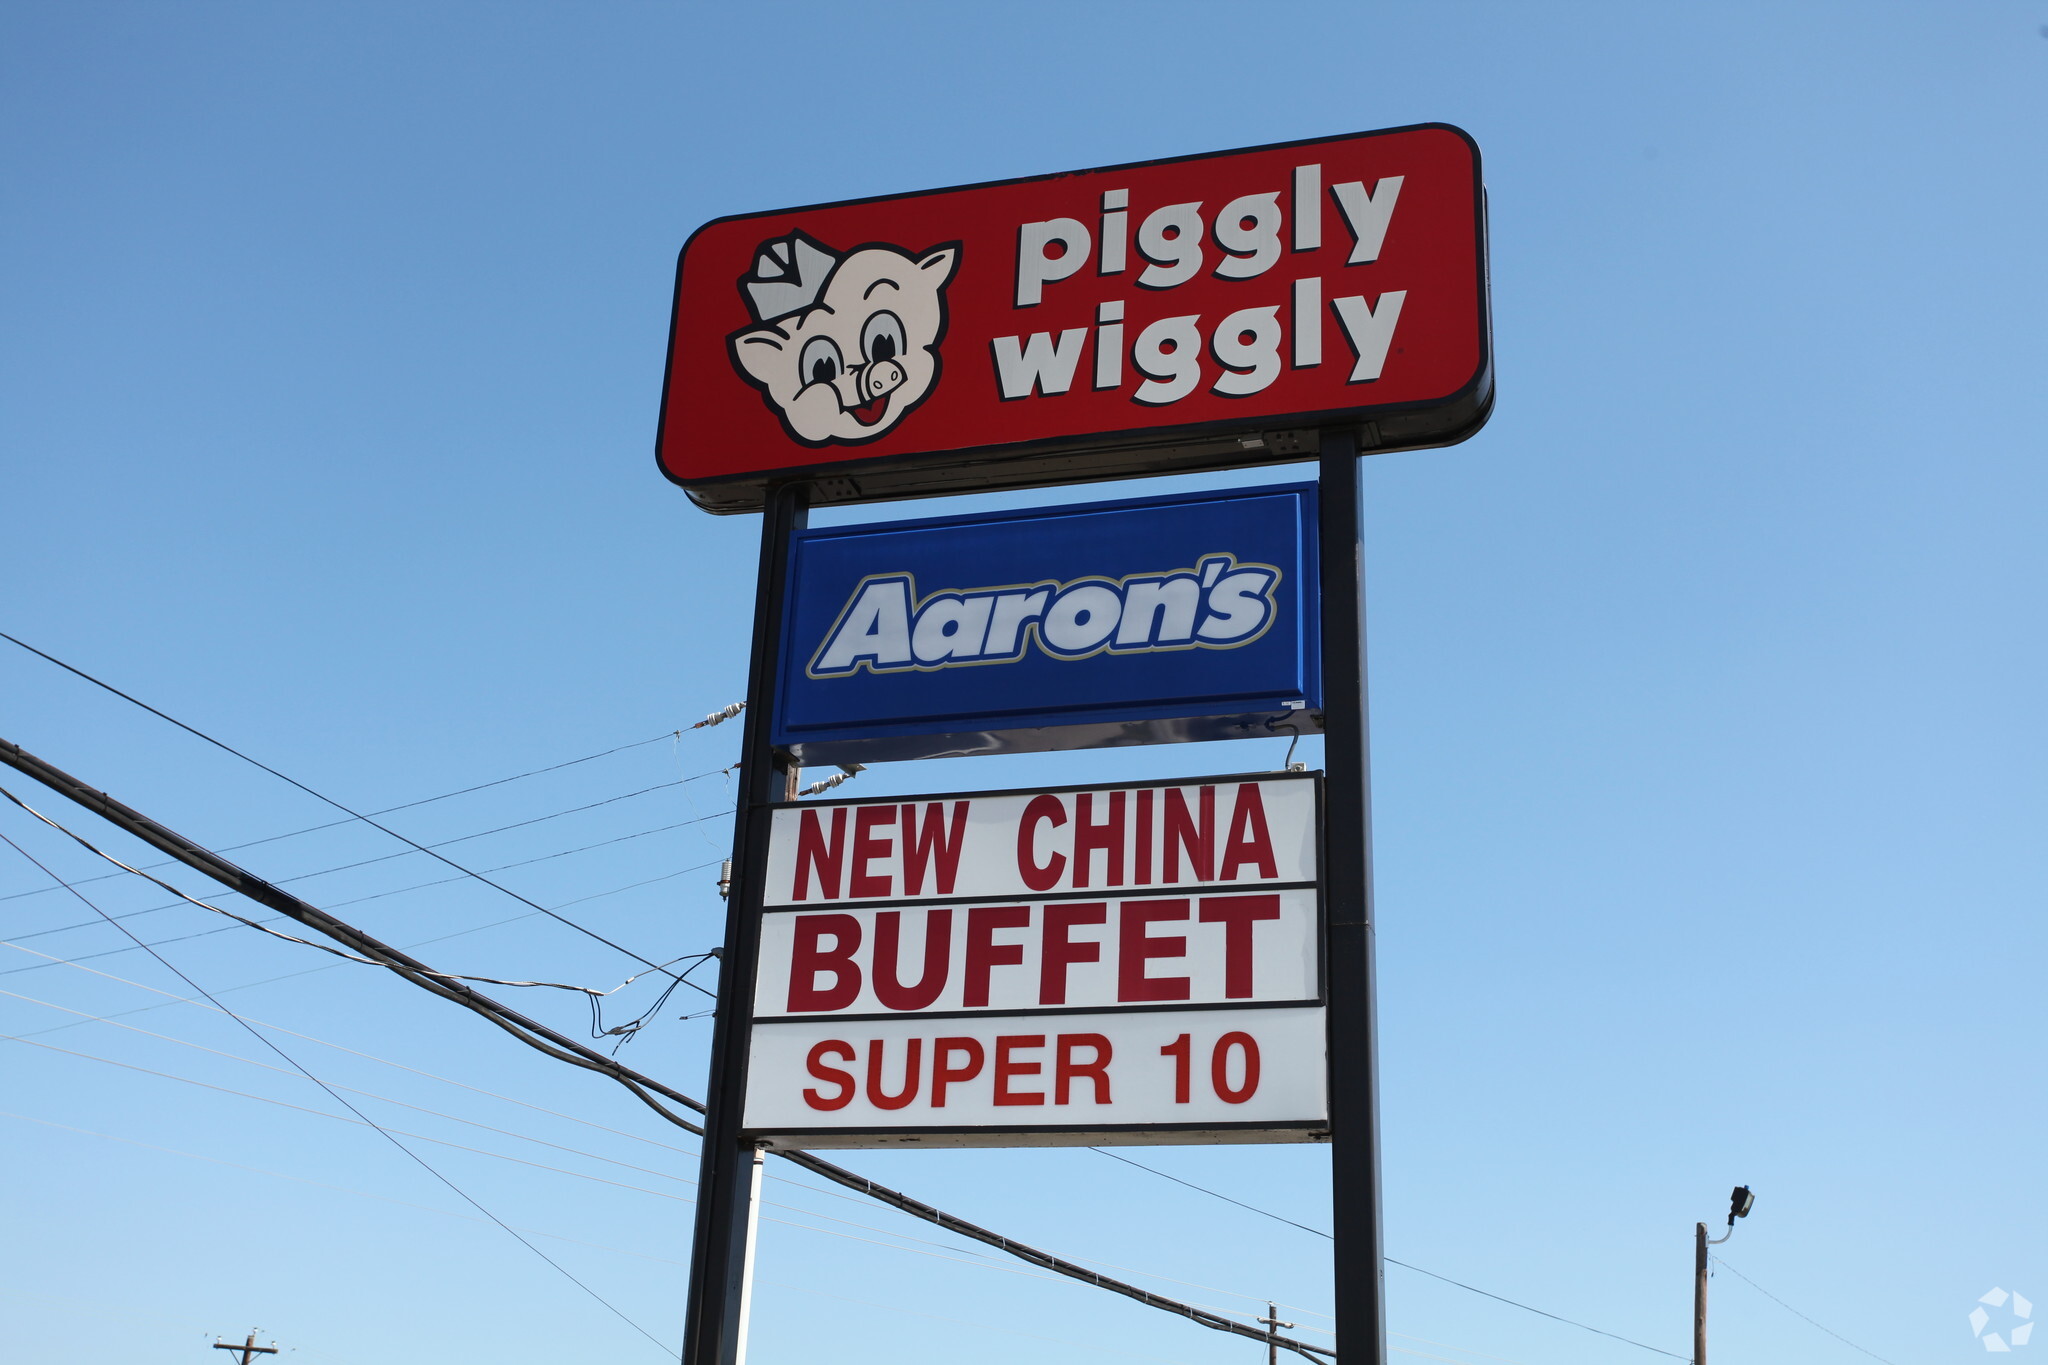 piggly
wiggly
Aaron's
NEW CHINA
BUFFET
SUPER 10